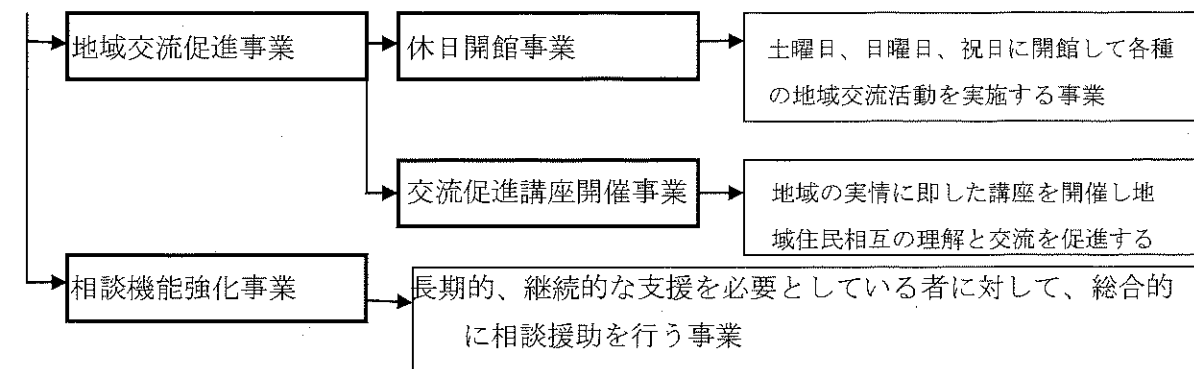 地域交流促進事業
休日開館事業
土曜日、日曜日、祝日に開館して各種
の地域交流活動を実施する事業
交流促進講座開催事業
地域の実情に即した講座を開催し地
域住民相互の理解と交流を促進する
相談機能強化事業
長期的、継続的な支援を必要としている者に対して、総合的
に相談援助を行う事業